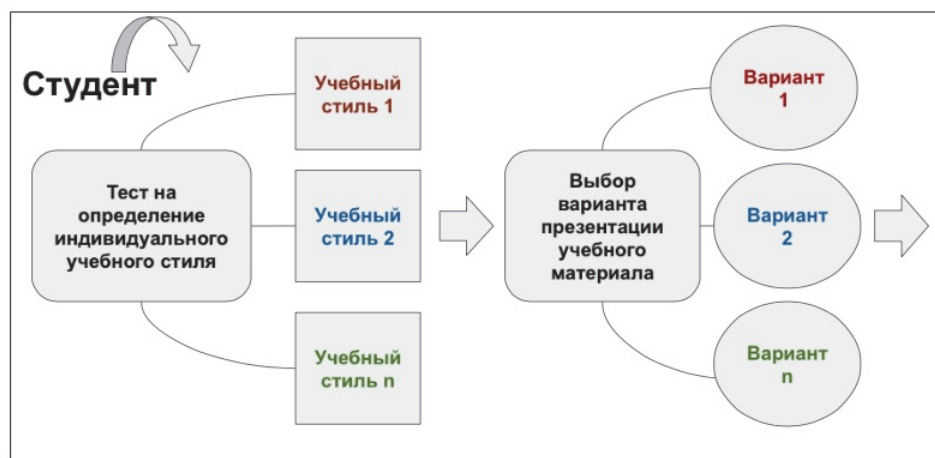 Студент
Учебный
стиль 1
Вариант
1
Тест на
определение
индивидуального
учебного стиля
Учебный
стиль 2
Выбор
варианта
презентации
учебного
материала
Вариант
2
Учебный
стиль n
Вариант
n